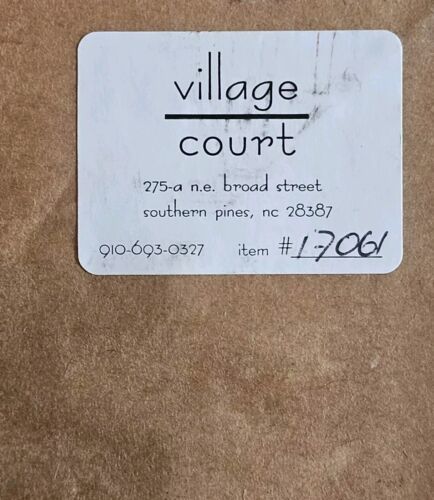 village
court
275-a n.e. broad street
southern pines, nc 28387
910-693-0327 item #17061